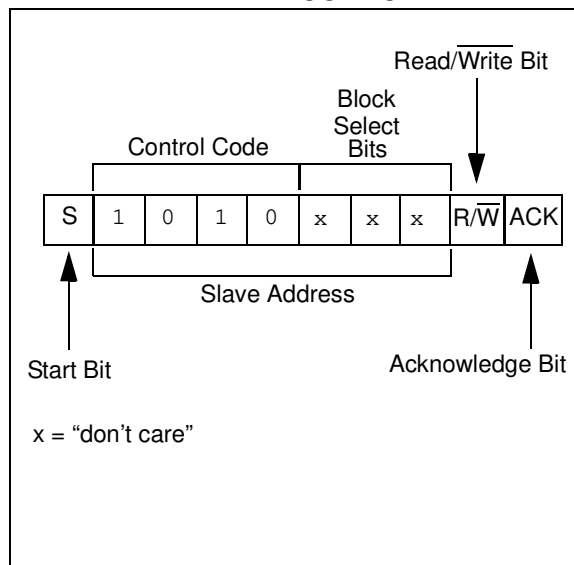 Read/Write Bit
Block
Select
Bits
Control Code
S 1 0 1 0 x x x R/W ACK
Slave Address
Start Bit
Acknowledge Bit
x = “don’t care”